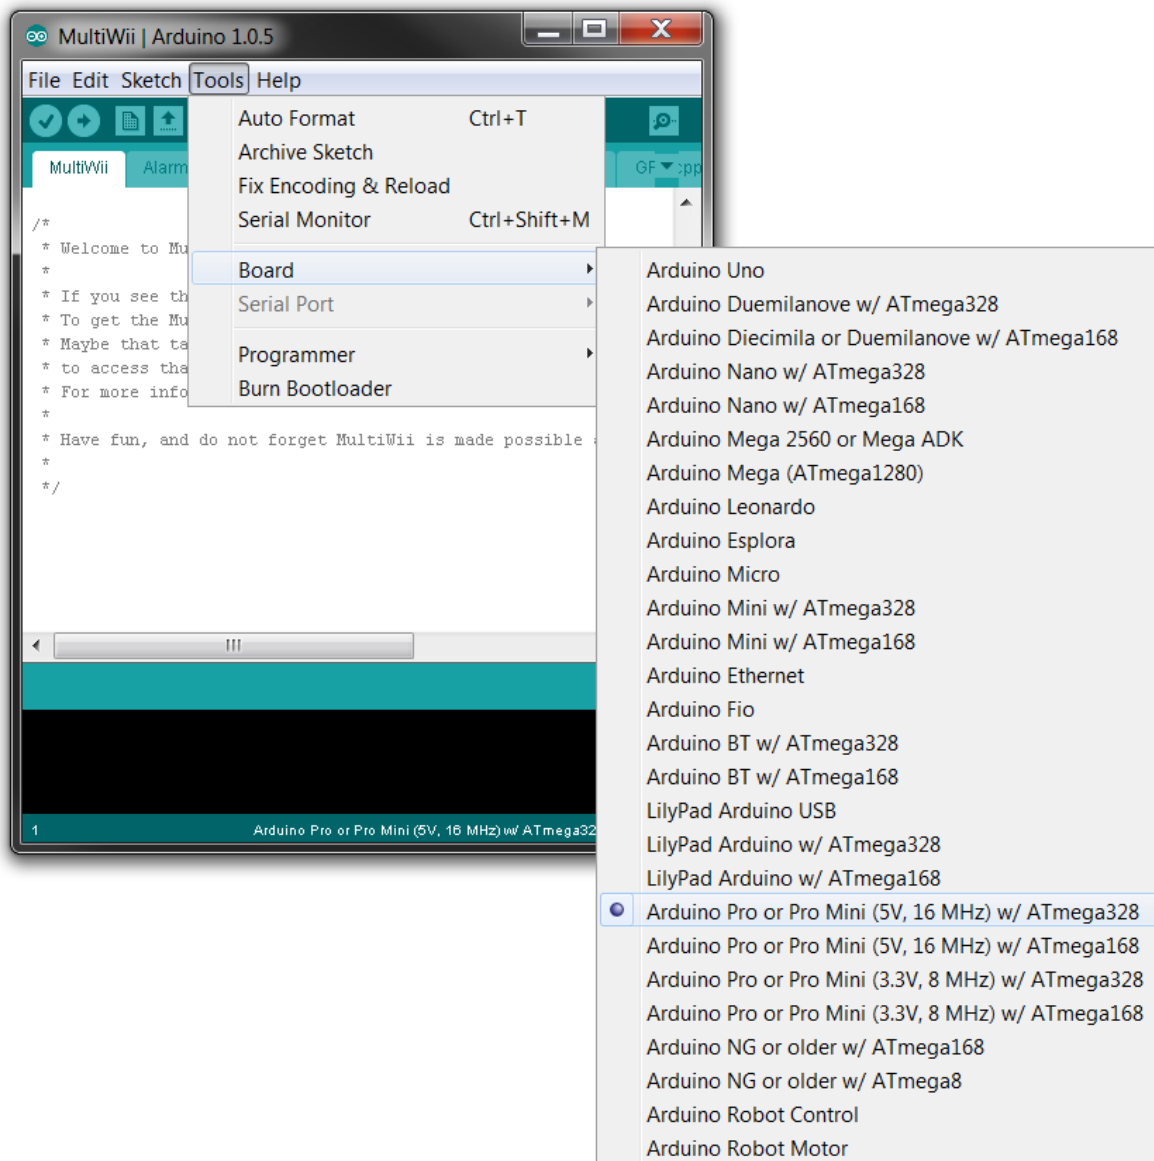 MultiWii | Arduino 1.0.5
File Edit Sketch Tools Help
MultiWii Alarm GF cpp
Auto Format Ctrl+T
Archive Sketch
Fix Encoding & Reload
Serial Monitor Ctrl+Shift+M
Board
Serial Port
Programmer
Burn Bootloader
/*
* Welcome to Mu
*
* If you see th
* To get the Mu
* Maybe that ta
* to access tha
* For more info
*
* Have fun, and do not forget MultiWii is made possible
*
*/
1 Arduino Pro or Pro Mini (5V, 16 MHz) w/ ATmega32
Arduino Uno
Arduino Duemilanove w/ ATmega328
Arduino Diecimila or Duemilanove w/ ATmega168
Arduino Nano w/ ATmega328
Arduino Nano w/ ATmega168
Arduino Mega 2560 or Mega ADK
Arduino Mega (ATmega1280)
Arduino Leonardo
Arduino Esplora
Arduino Micro
Arduino Mini w/ ATmega328
Arduino Mini w/ ATmega168
Arduino Ethernet
Arduino Fio
Arduino BT w/ ATmega328
Arduino BT w/ ATmega168
LilyPad Arduino USB
LilyPad Arduino w/ ATmega328
LilyPad Arduino w/ ATmega168
Arduino Pro or Pro Mini (5V, 16 MHz) w/ ATmega328
Arduino Pro or Pro Mini (5V, 16 MHz) w/ ATmega168
Arduino Pro or Pro Mini (3.3V, 8 MHz) w/ ATmega328
Arduino Pro or Pro Mini (3.3V, 8 MHz) w/ ATmega168
Arduino NG or older w/ ATmega168
Arduino NG or older w/ ATmega8
Arduino Robot Control
Arduino Robot Motor